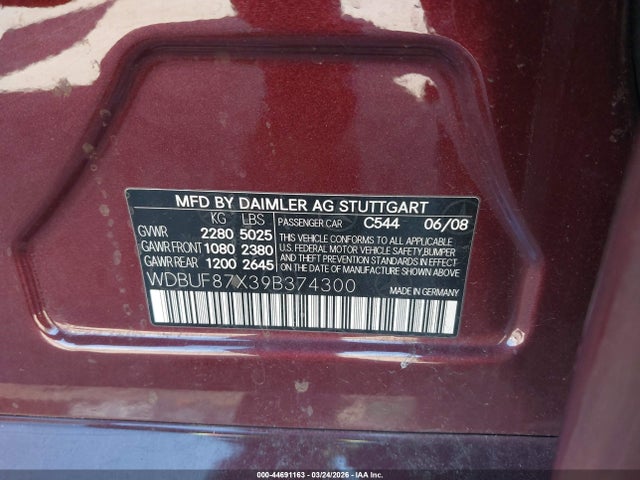 MFD BY DAIMLER AG STUTTGART
KG LBS PASSENGER CAR C544 06/08
GVWR 2280 5025 THIS VEHICLE CONFORMS TO ALL APPLICABLE
GAWR FRONT 1080 2380 U.S. FEDERAL MOTOR VEHICLE SAFETY, BUMPER
GAWR REAR 1200 2645 AND THEFT PREVENTION STANDARDS IN EFFECT
ON THE DATE OF MANUFACTURE SHOWN ABOVE.
WDBUF87X39B374300 MADE IN GERMANY
000-44691163 - 03/24/2026 - IAA Inc.